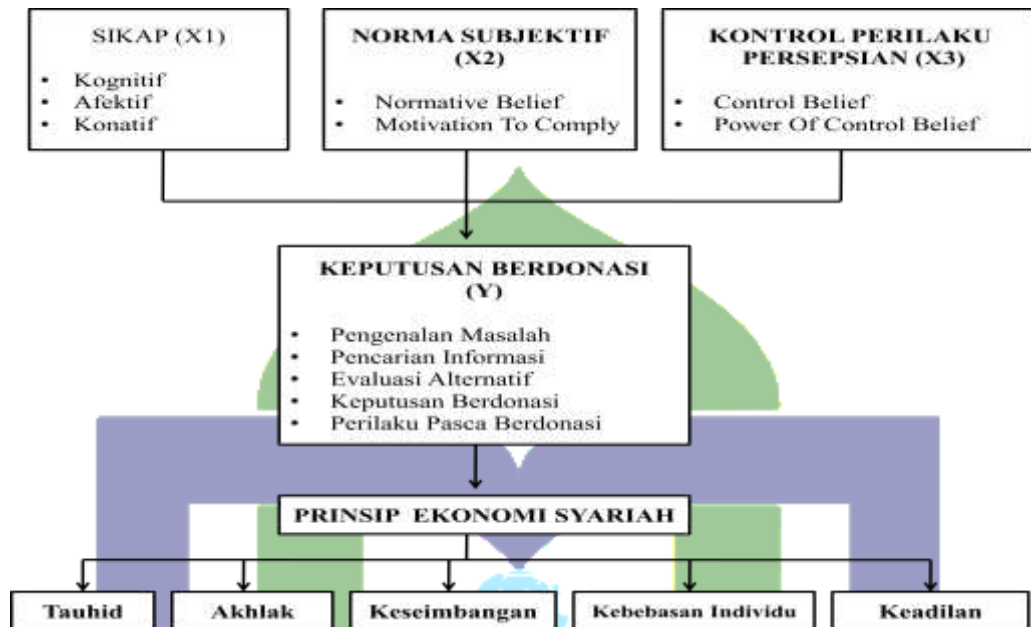 SIKAP (X1)
• Kognitif
• Afektif
• Konatif
NORMA SUBJEKTIF
(X2)
• Normative Belief
• Motivation To Comply
KONTROL PERILAKU
PERSEPSIAN (X3)
• Control Belief
• Power Of Control Belief
KEPUTUSAN BERDONASI
(Y)
• Pengenalan Masalah
• Pencarian Informasi
• Evaluasi Alternatif
• Keputusan Berdonasi
• Perilaku Pasca Berdonasi
PRINSIP EKONOMI SYARIAH
Tauhid
Akhlak
Keseimbangan
Kebebasan Individu
Keadilan